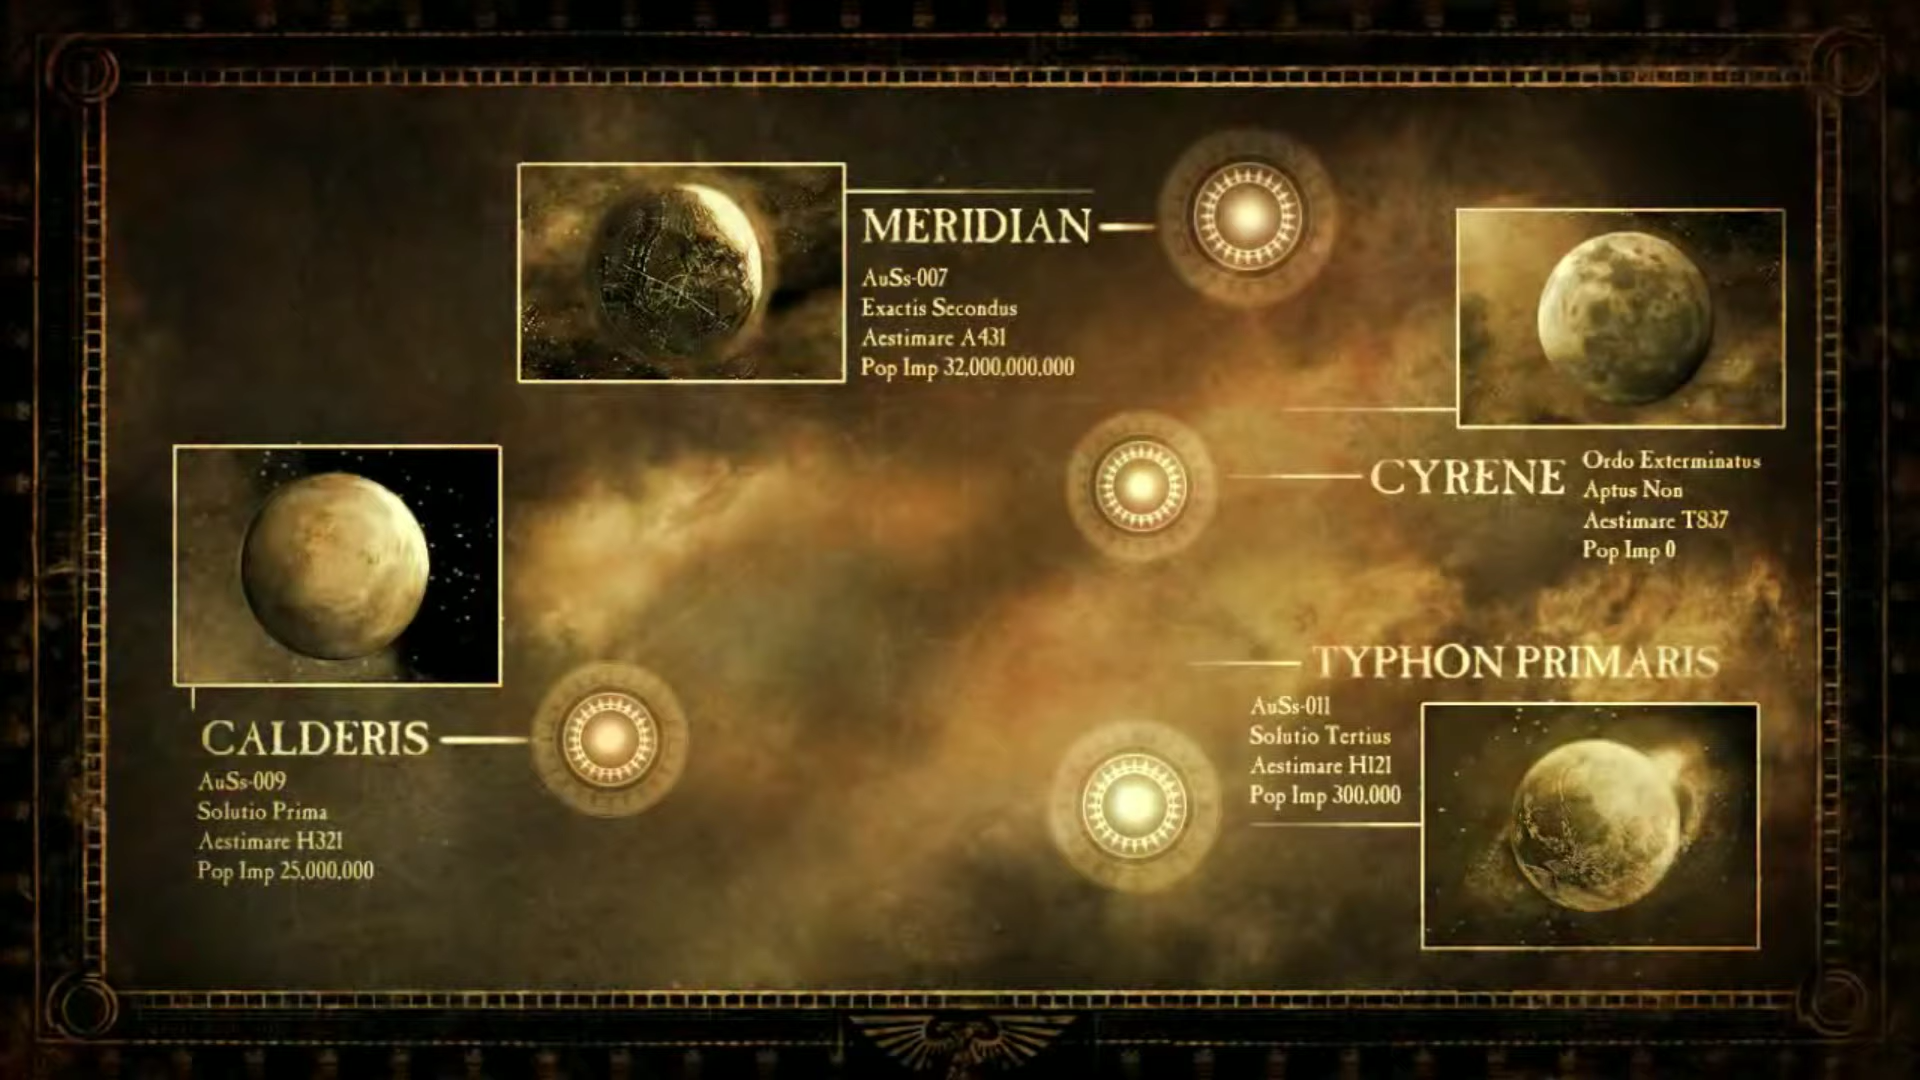 MERIDIAN
AuSs-007
Exactis Secondus
Aestimare A431
Pop Imp 32,000,000,000
CYRENE
Ordo Exterminatus
Aptus Non
Aestimare T837
Pop Imp 0
CALDERIS
AuSs-009
Solutio Prima
Aestimare H321
Pop Imp 25,000,000
TYPHON PRIMARIS
AuSs-011
Solutio Tertius
Aestimare H121
Pop Imp 300,000